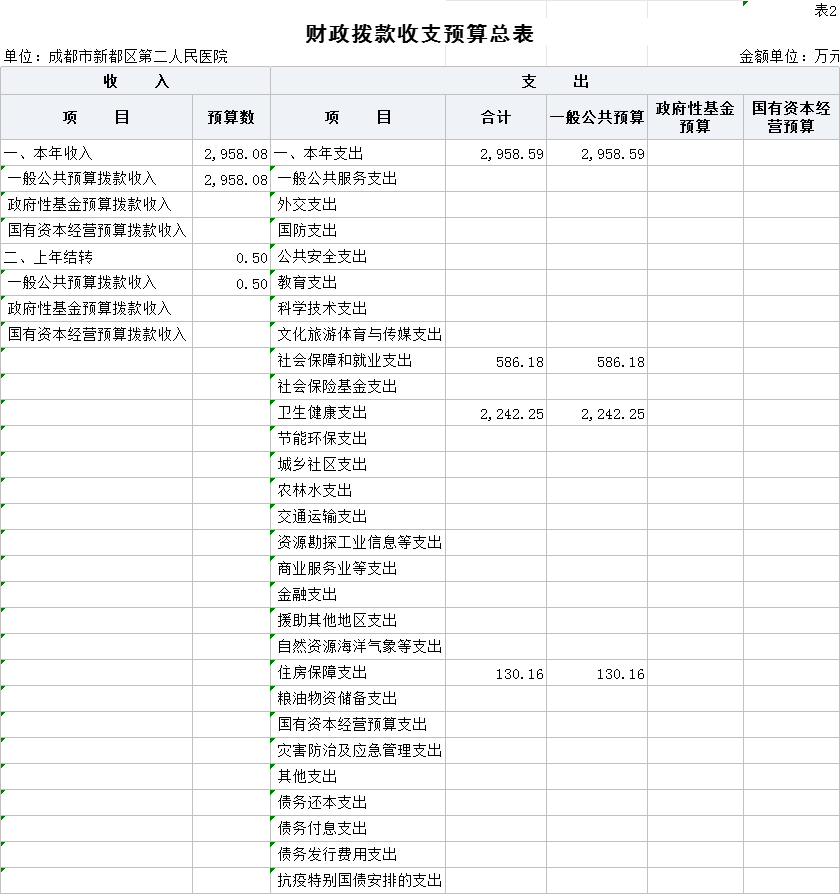 表2
财政拨款收支预算总表
单位：成都市新都区第二人民医院 金额单位：万元
收 入 支 出
项 目 预算数 项 目 合计 一般公共预算 政府性基金预算 国有资本经营预算
一、本年收入 2,958.08 一、本年支出 2,958.59 2,958.59
一般公共预算拨款收入 2,958.08 一般公共服务支出
政府性基金预算拨款收入 外交支出
国有资本经营预算拨款收入 国防支出
二、上年结转 0.50 公共安全支出
一般公共预算拨款收入 0.50 教育支出
政府性基金预算拨款收入 科学技术支出
国有资本经营预算拨款收入 文化旅游体育与传媒支出
社会保障和就业支出 586.18 586.18
社会保险基金支出
卫生健康支出 2,242.25 2,242.25
节能环保支出
城乡社区支出
农林水支出
交通运输支出
资源勘探工业信息等支出
商业服务业等支出
金融支出
援助其他地区支出
自然资源海洋气象等支出
住房保障支出 130.16 130.16
粮油物资储备支出
国有资本经营预算支出
灾害防治及应急管理支出
其他支出
债务还本支出
债务付息支出
债务发行费用支出
抗疫特别国债安排的支出